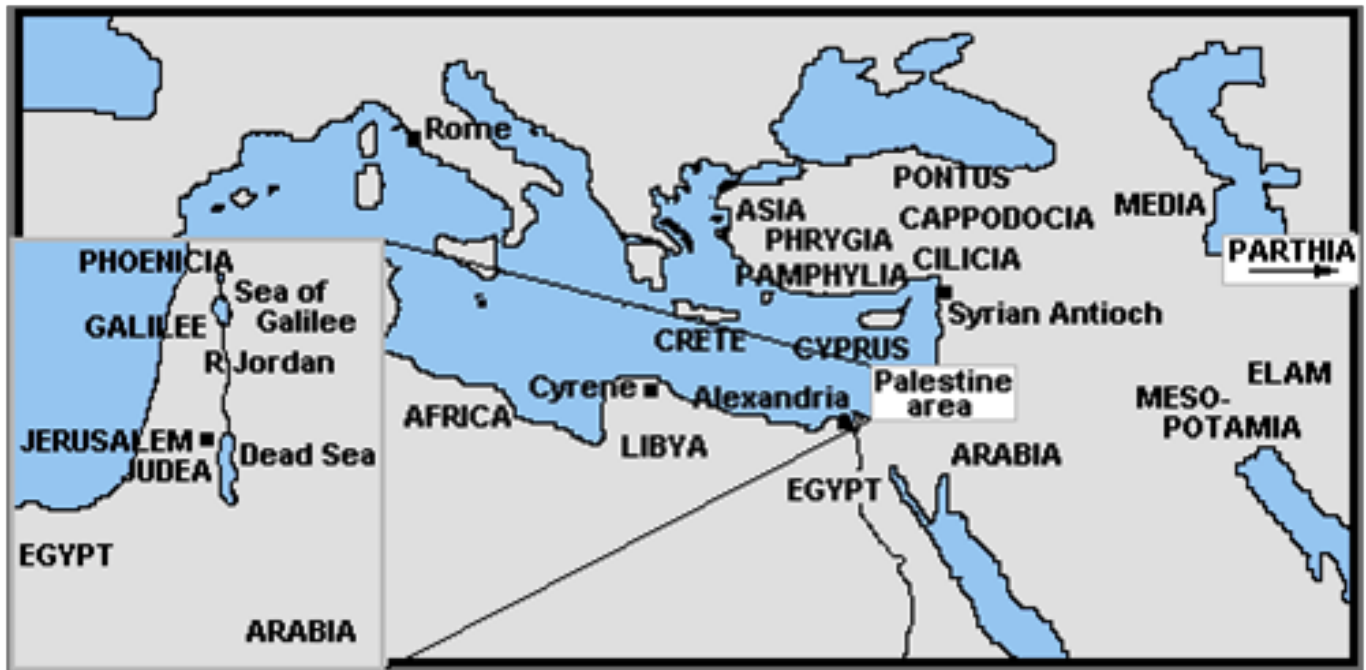 Rome
PONTUS
ASIA
CAPPODOCIA
MEDIA
PHRYGIA
PAMPHYLIA
CILICIA
PARTHIA
Syrian Antioch
CRETE
CYPRUS
Palestine
area
ELAM
Cyrene
Alexandria
MESO-
POTAMIA
AFRICA
LIBYA
ARABIA
EGYPT
PHOENICIA
Sea of
Galilee
GALILEE
R Jordan
JERUSALEM
JUDEA
Dead Sea
EGYPT
ARABIA